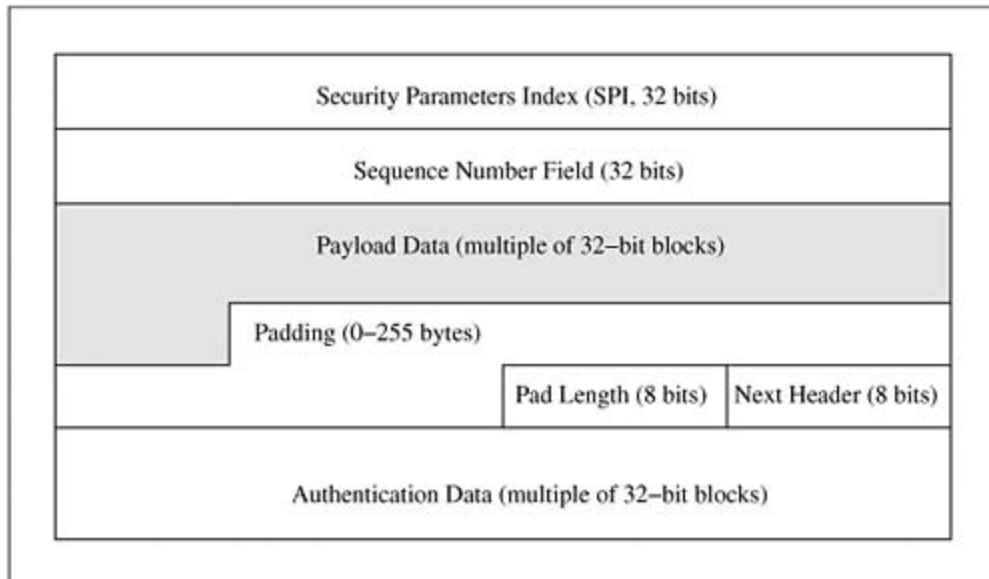 Security Parameters Index (SPI, 32 bits)
Sequence Number Field (32 bits)
Payload Data (multiple of 32−bit blocks)
Padding (0−255 bytes)
Pad Length (8 bits)
Next Header (8 bits)
Authentication Data (multiple of 32−bit blocks)